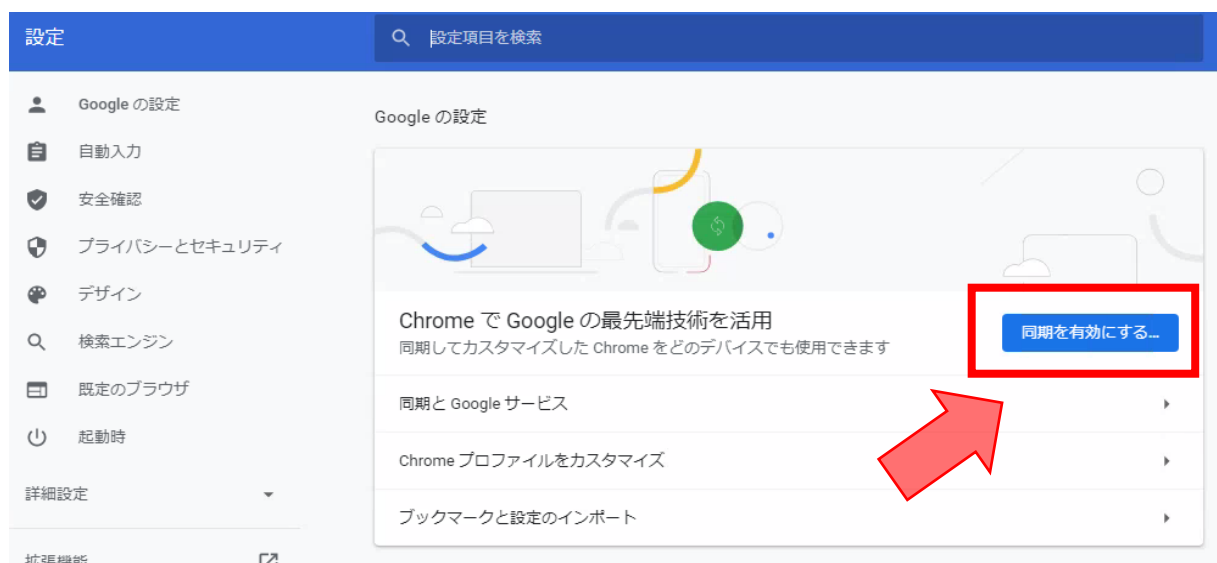 設定
設定項目を検索
Google の設定
自動入力
安全確認
プライバシーとセキュリティ
デザイン
検索エンジン
既定のブラウザ
起動時
詳細設定
拡張機能
Google の設定
Chrome で Google の最先端技術を活用
同期してカスタマイズした Chrome をどのデバイスでも使用できます
同期を有効にする...
同期と Google サービス
Chrome プロファイルをカスタマイズ
ブックマークと設定のインポート